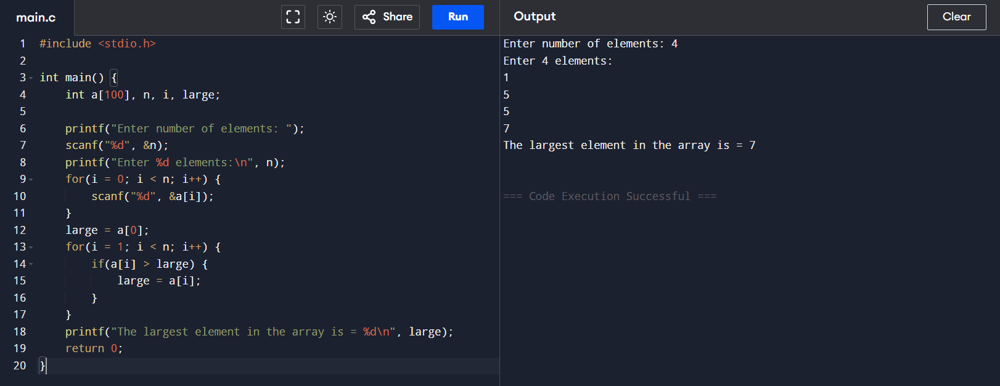 main.c
Share
Run
Output
Clear
1 #include <stdio.h>
2
3 int main() {
4     int a[100], n, i, large;
5
6     printf("Enter number of elements: ");
7     scanf("%d", &n);
8     printf("Enter %d elements:\n", n);
9     for(i = 0; i < n; i++) {
10         scanf("%d", &a[i]);
11     }
12     large = a[0];
13     for(i = 1; i < n; i++) {
14         if(a[i] > large) {
15             large = a[i];
16         }
17     }
18     printf("The largest element in the array is = %d\n", large);
19     return 0;
20 }
Enter number of elements: 4
Enter 4 elements:
1
5
5
7
The largest element in the array is = 7
=== Code Execution Successful ===